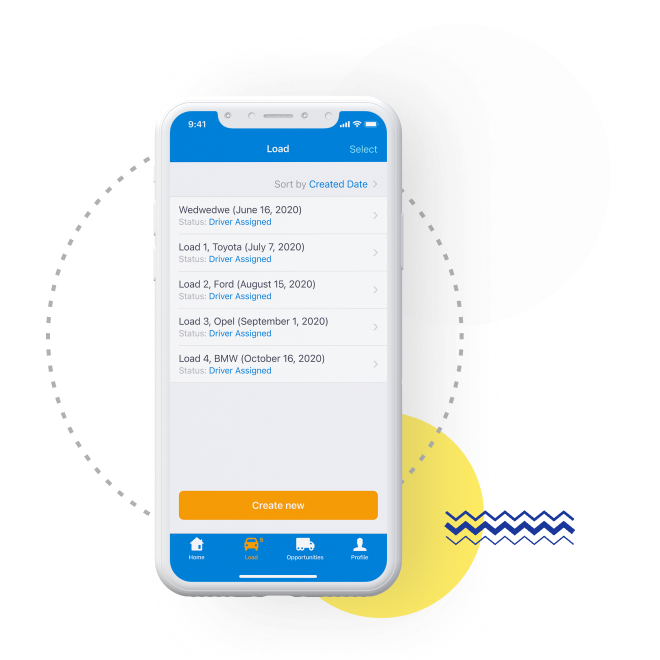 9:41
Load
Select
Sort by Created Date
Wedwedwe (June 16, 2020)
Status: Driver Assigned
Load 1, Toyota (July 7, 2020)
Status: Driver Assigned
Load 2, Ford (August 15, 2020)
Status: Driver Assigned
Load 3, Opel (September 1, 2020)
Status: Driver Assigned
Load 4, BMW (October 16, 2020)
Status: Driver Assigned
Create new
Home
Load
Opportunities
Profile